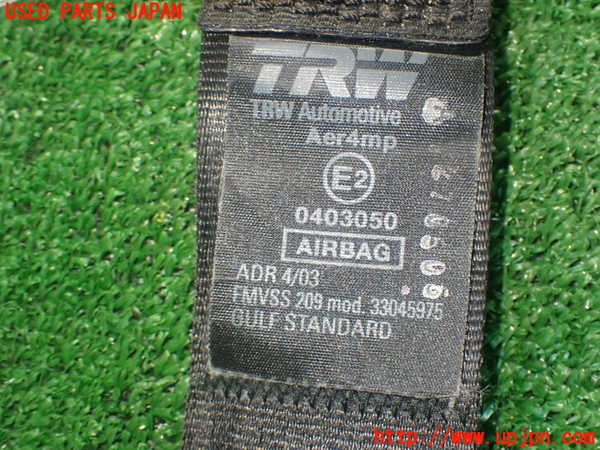 USED PARTS JAPAN
TRW
TRW Automotive
Aer4mp
E2
0403050
AIRBAG
ADR 4/03
FMVSS 209 mod. 33045975
GULF STANDARD
http://www.upjpn.com